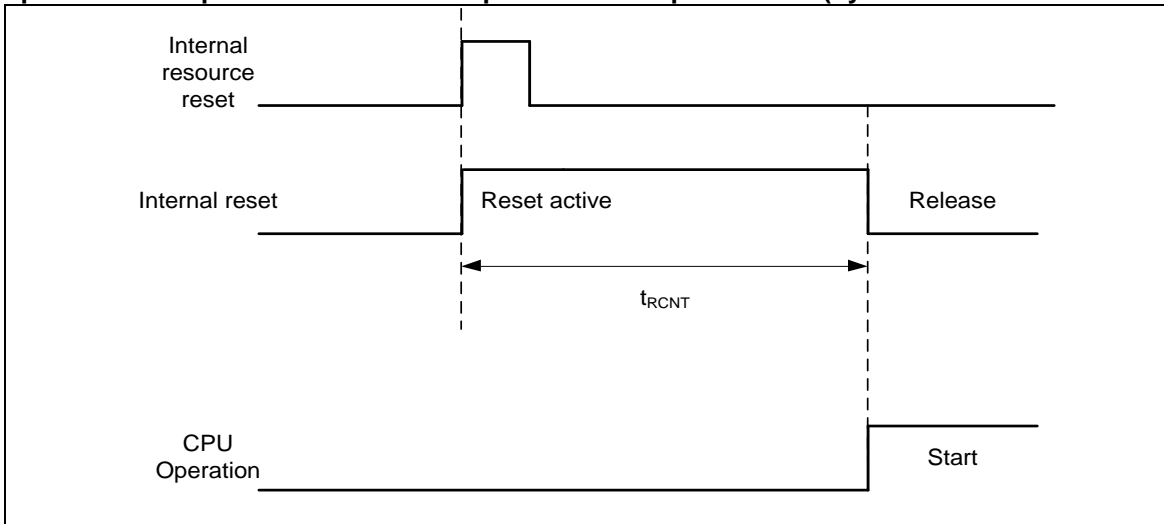 Internal
resource
reset
Internal reset
Reset active
Release
tRCNT
CPU
Operation
Start